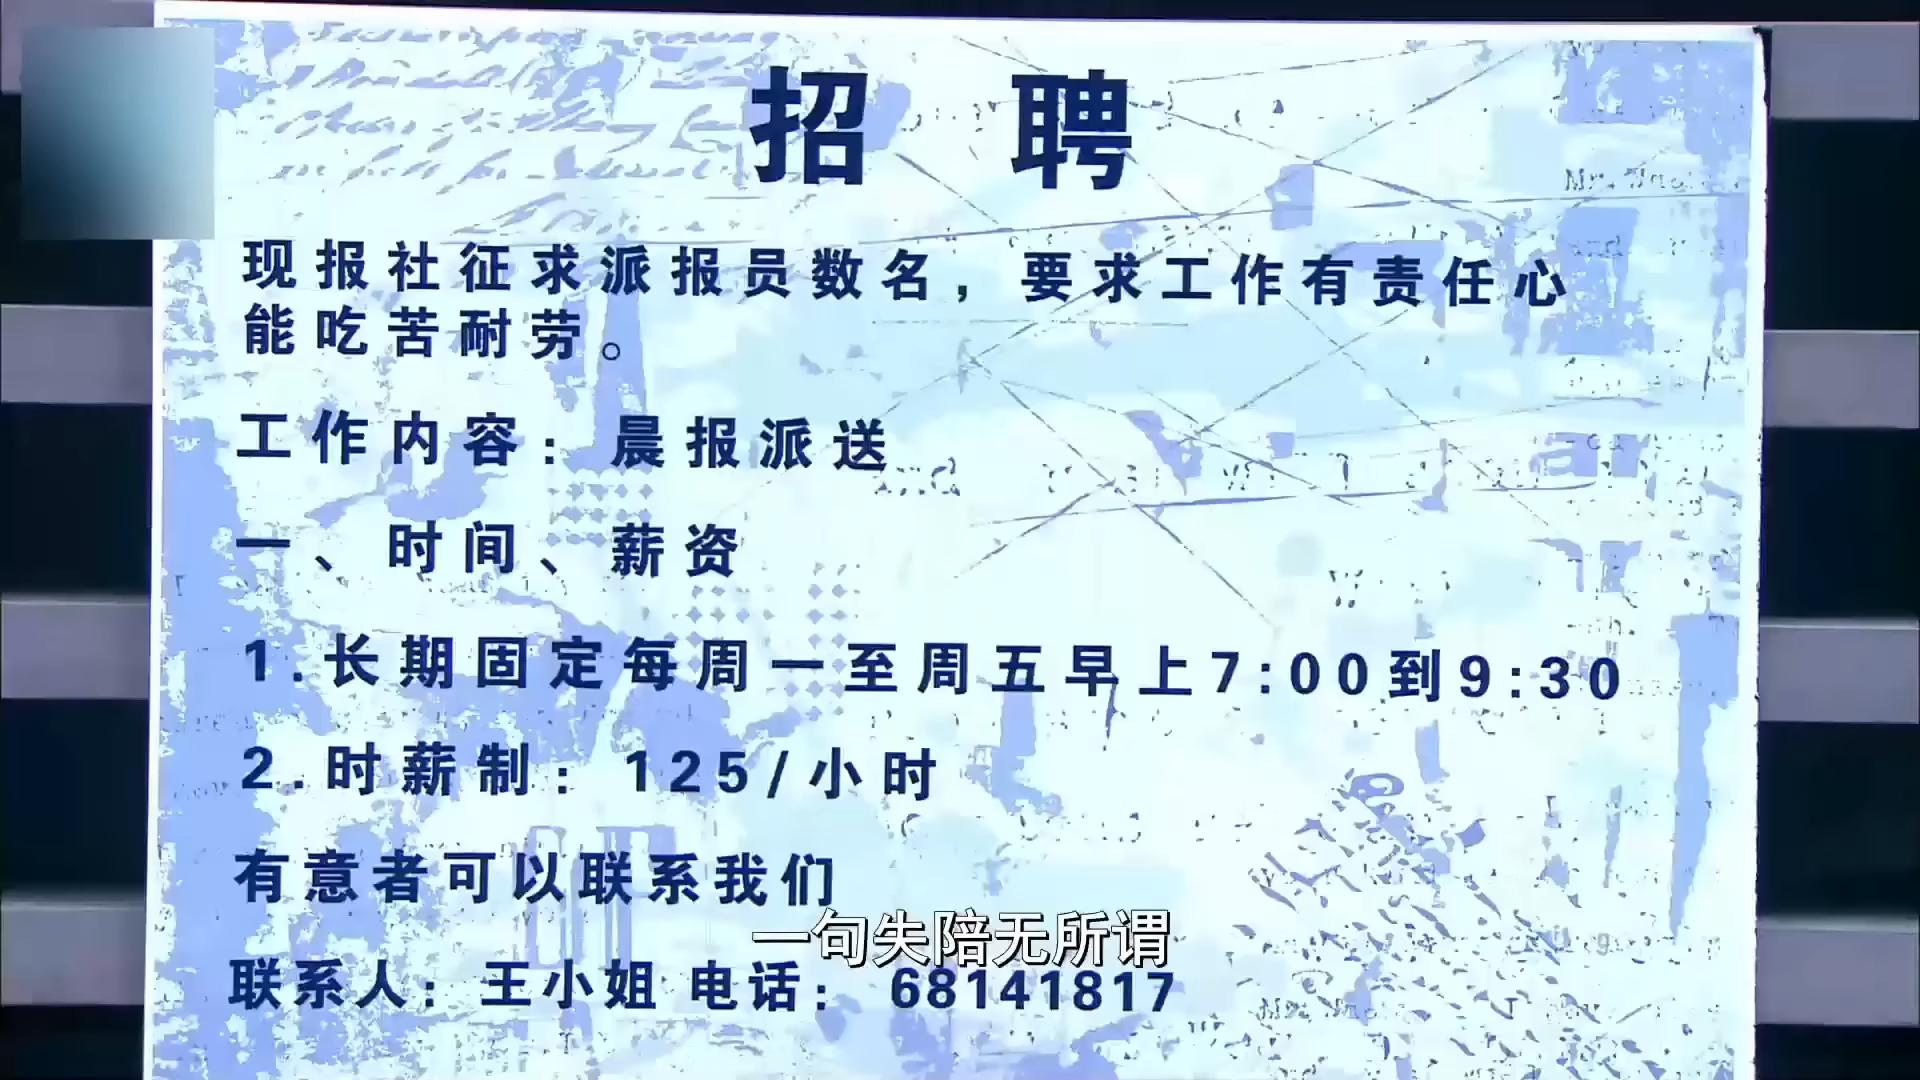 招 聘
现报社征求派报员数名，要求工作有责任心
能吃苦耐劳。
工作内容：晨报派送
一、时间、薪资
1.长期固定每周一至周五早上7:00到9:30
2.时薪制：125/小时
有意者可以联系我们
一句失陪无所谓
联系人：王小姐 电话：68141817